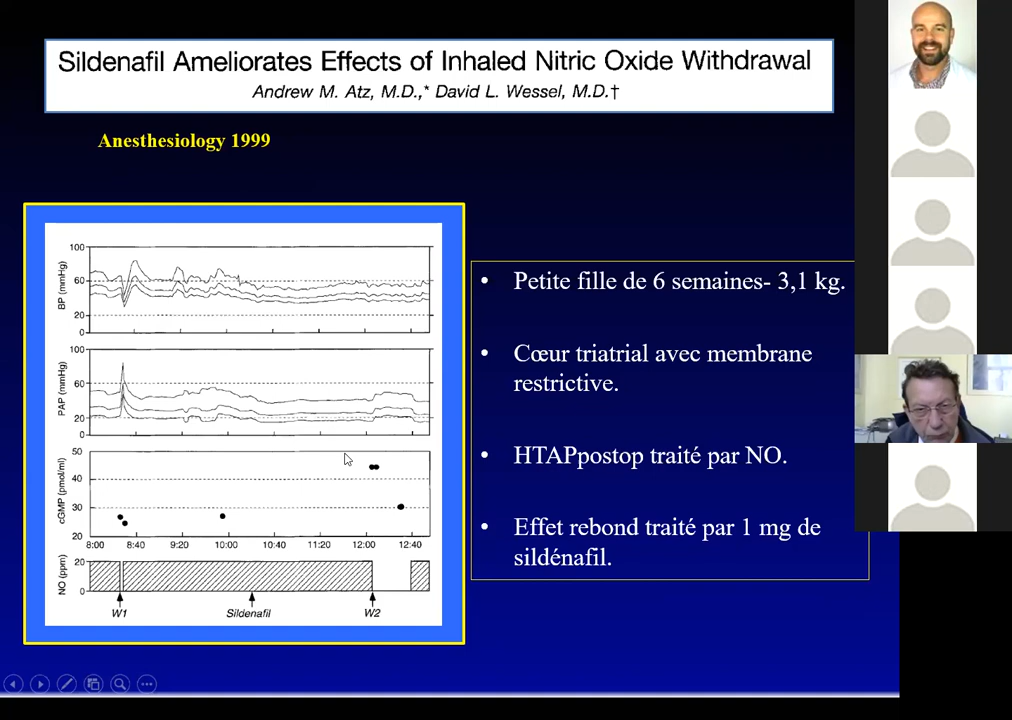 Sildenafil Ameliorates Effects of Inhaled Nitric Oxide Withdrawal
Andrew M. Atz, M.D.,* David L. Wessel, M.D.†
Anesthesiology 1999
100
60
20
0
BP (mmHg)
100
60
20
0
PAP (mmHg)
50
40
30
20
cGMP (pmol/ml)
8:00 8:40 9:20 10:00 10:40 11:20 12:00 12:40
20
0
NO (ppm)
W1 Sildenafil W2
• Petite fille de 6 semaines- 3,1 kg.
• Cœur triatrial avec membrane
restrictive.
• HTAPpostop traité par NO.
• Effet rebond traité par 1 mg de
sildénafil.